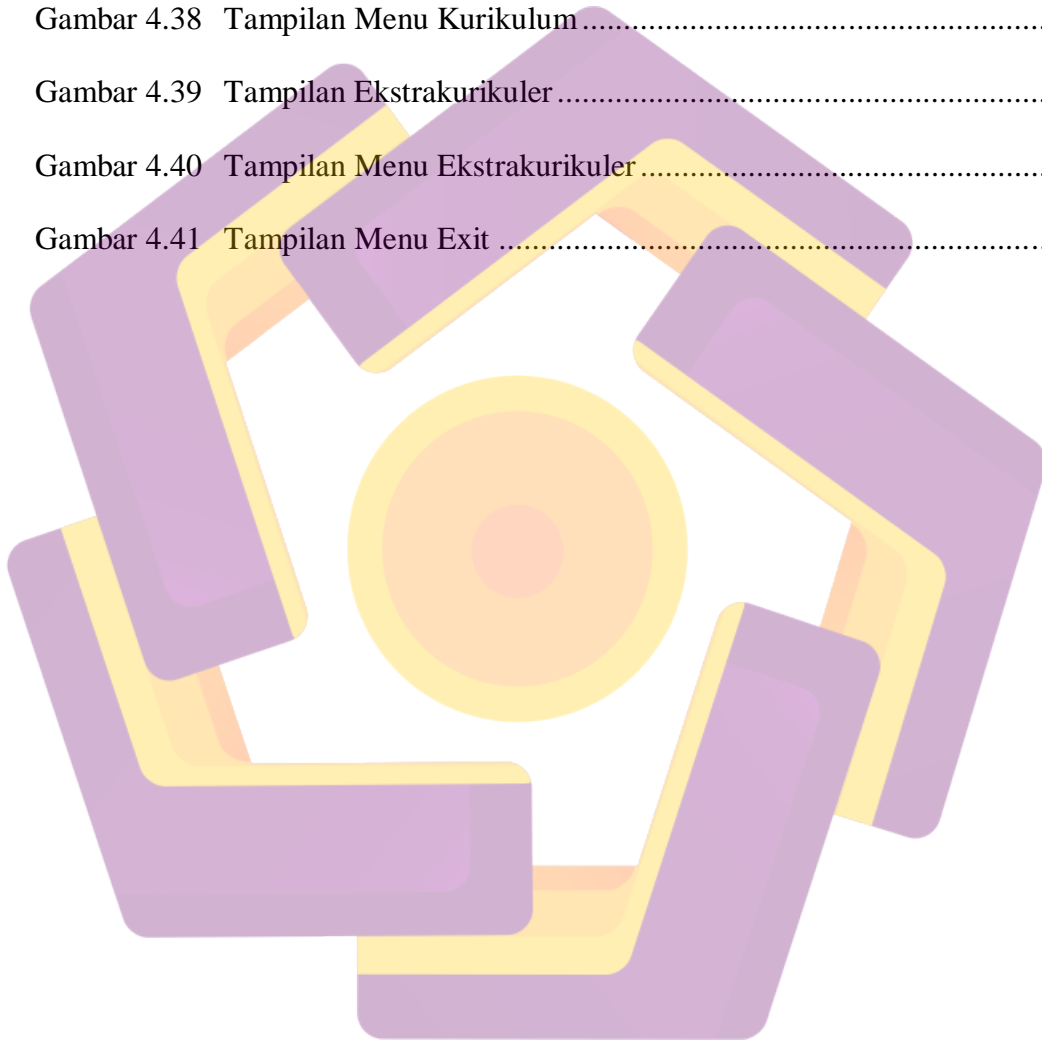 Gambar 4.38 Tampilan Menu Kurikulum........................................................
Gambar 4.39 Tampilan Ekstrakurikuler...........................................................
Gambar 4.40 Tampilan Menu Ekstrakurikuler.................................................
Gambar 4.41 Tampilan Menu Exit ..................................................................